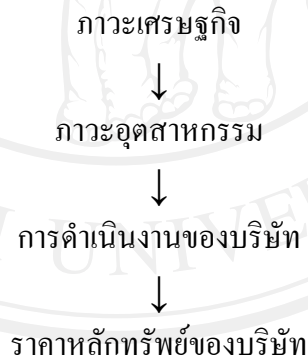 ภาวะเศรษฐกิจ
↓
ภาวะอุตสาหกรรม
↓
การดำเนินงานของบริษัท
↓
ราคาหลักทรัพย์ของบริษัท